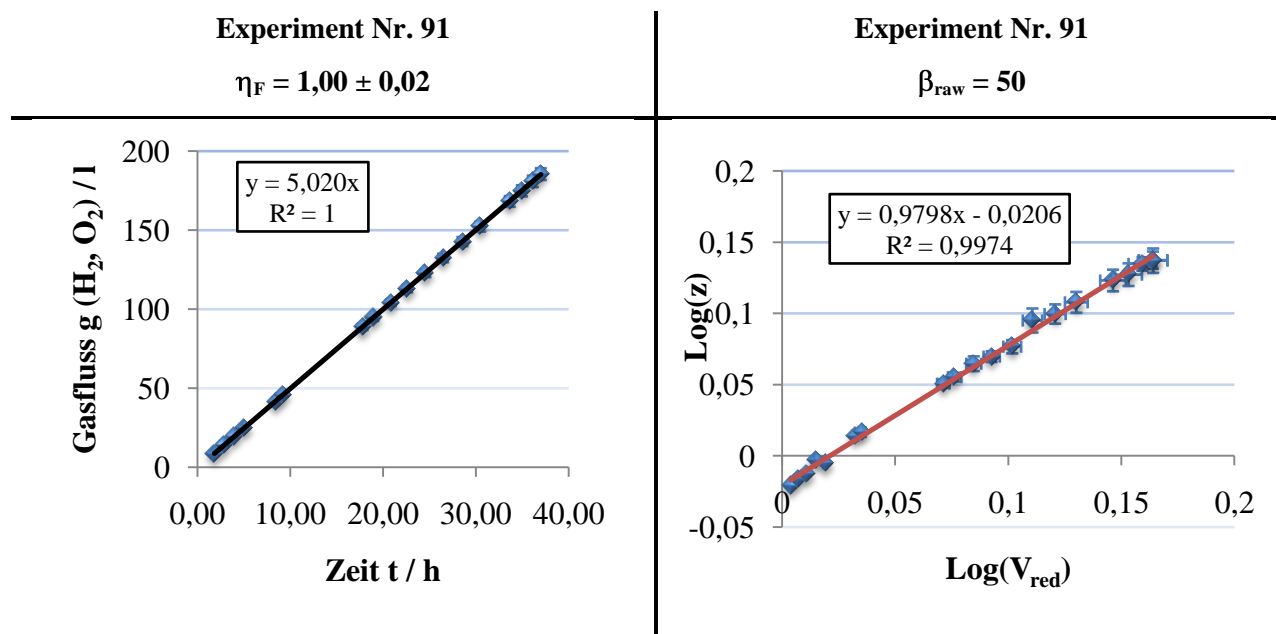 Experiment Nr. 91
η_F = 1,00 ± 0,02
Gasfluss g (H₂, O₂) / l
200
150
100
50
0
y = 5,020x
R² = 1
0,00 10,00 20,00 30,00 40,00
Zeit t / h
Experiment Nr. 91
β_raw = 50
Log(z)
0,2
0,15
0,1
0,05
0
-0,05
y = 0,9798x - 0,0206
R² = 0,9974
0 0,05 0,1 0,15 0,2
Log(V_red)